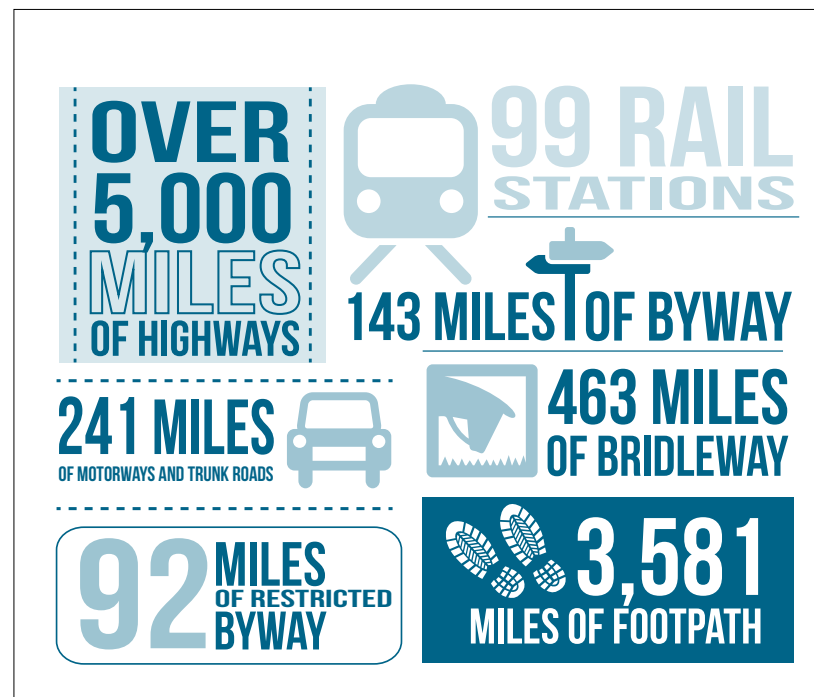 OVER
5,000
MILES
OF HIGHWAYS
99 RAIL
STATIONS
143 MILES OF BYWAY
241 MILES
OF MOTORWAYS AND TRUNK ROADS
463 MILES
OF BRIDLEWAY
92 MILES
OF RESTRICTED
BYWAY
3,581
MILES OF FOOTPATH